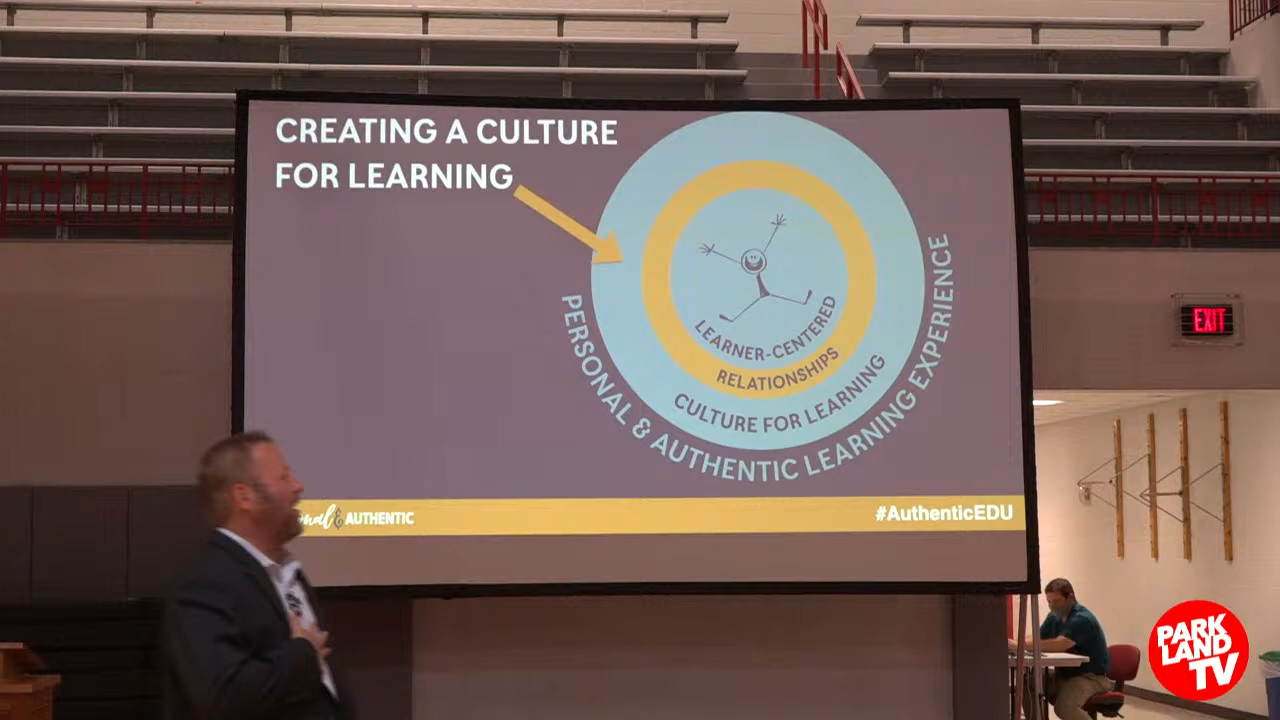 CREATING A CULTURE
FOR LEARNING
LEARNER-CENTERED
RELATIONSHIPS
CULTURE FOR LEARNING
PERSONAL & AUTHENTIC LEARNING EXPERIENCE
& AUTHENTIC
#AuthenticEDU
EXIT
PARK
LAND
TV